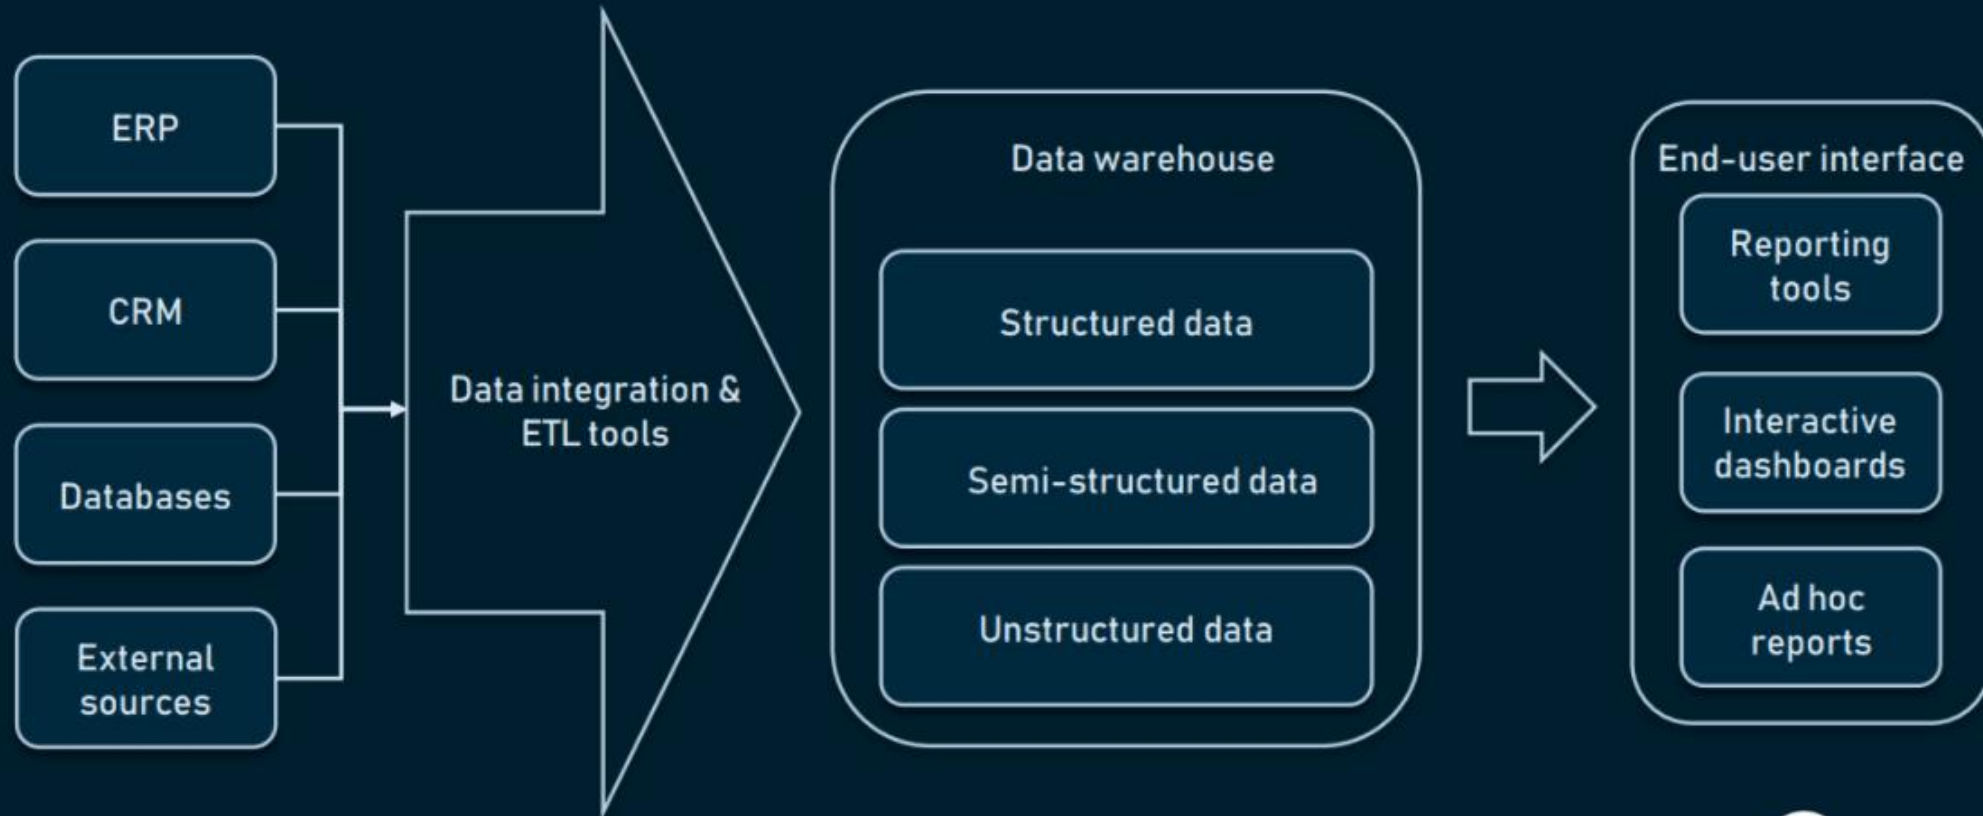 ERP
CRM
Databases
External
sources
Data integration &
ETL tools
Data warehouse
Structured data
Semi-structured data
Unstructured data
End-user interface
Reporting
tools
Interactive
dashboards
Ad hoc
reports